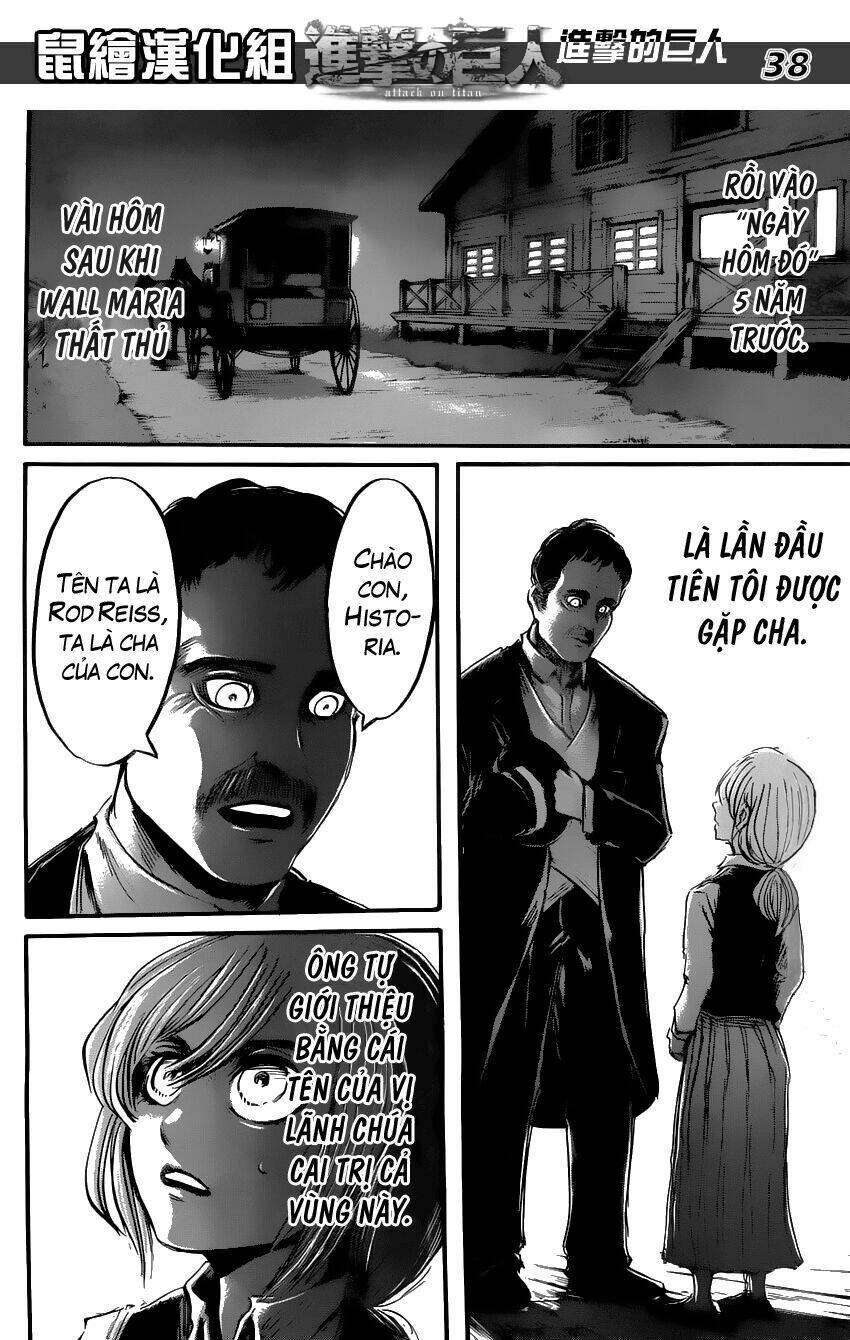 鼠繪漢化組
進撃の巨人
attack on titan
進擊的巨人
38
RỒI VÀO
"NGÀY
HÔM ĐÓ"
5 NĂM
TRƯỚC.
VÀI HÔM
SAU KHI
WALL MARIA
THẤT THỦ
LÀ LẦN ĐẦU
TIÊN TÔI ĐƯỢC
GẶP CHA.
CHÀO
CON,
HISTO-
RIA.
TÊN TA LÀ
ROD REISS,
TA LÀ CHA
CỦA CON.
ÔNG TỰ
GIỚI THIỆU
BẰNG CÁI
TÊN CỦA VỊ
LÃNH CHÚA
CAI TRỊ CẢ
VÙNG NÀY.